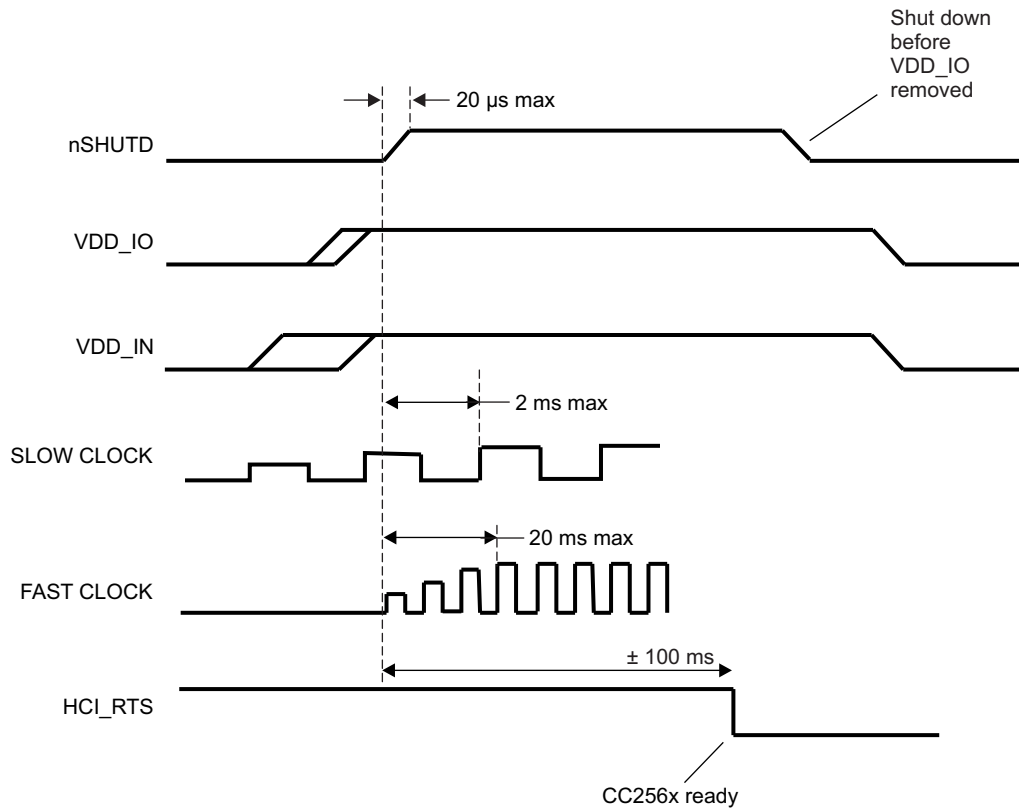 Shut down
before
VDD_IO
removed
20 µs max
nSHUTD
VDD_IO
VDD_IN
2 ms max
SLOW CLOCK
20 ms max
FAST CLOCK
± 100 ms
HCI_RTS
CC256x ready